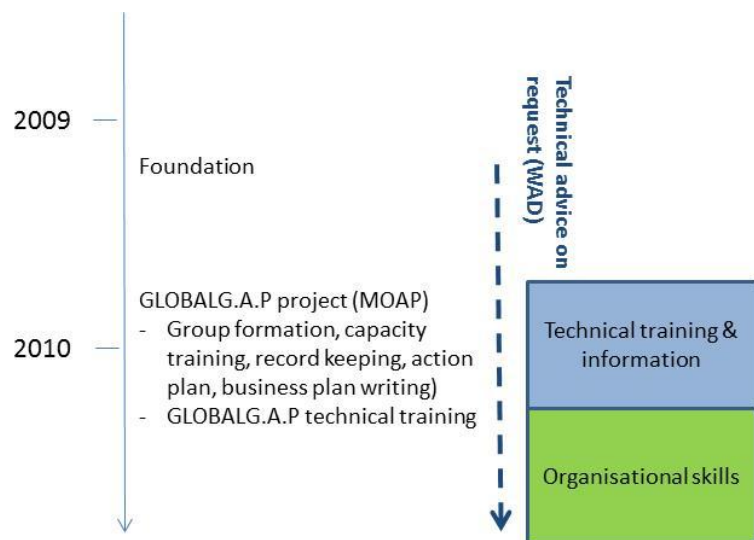 2009
Foundation
Technical advice on
request (WAD)
GLOBALG.A.P project (MOAP)
- Group formation, capacity
training, record keeping, action
plan, business plan writing)
- GLOBALG.A.P technical training
2010
Technical training &
information
Organisational skills